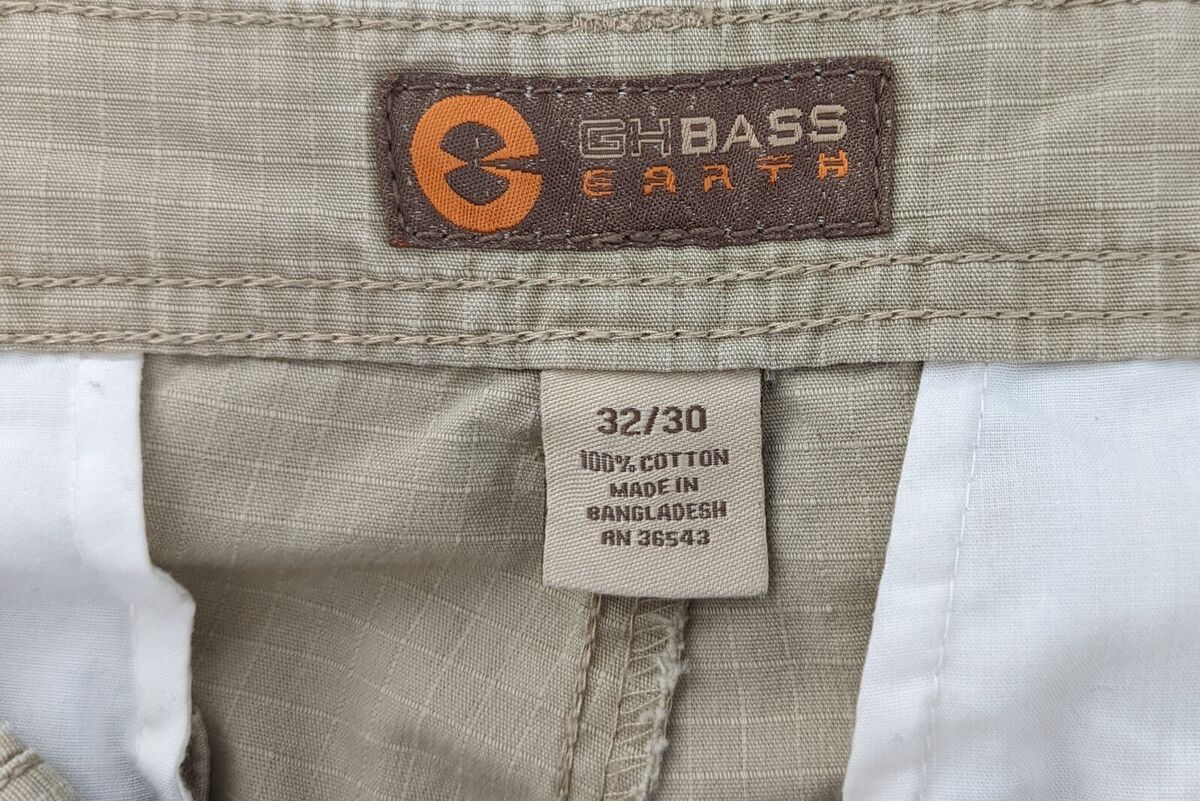 GHBASS
EARTH
32/30
100% COTTON
MADE IN
BANGLADESH
RN 36543